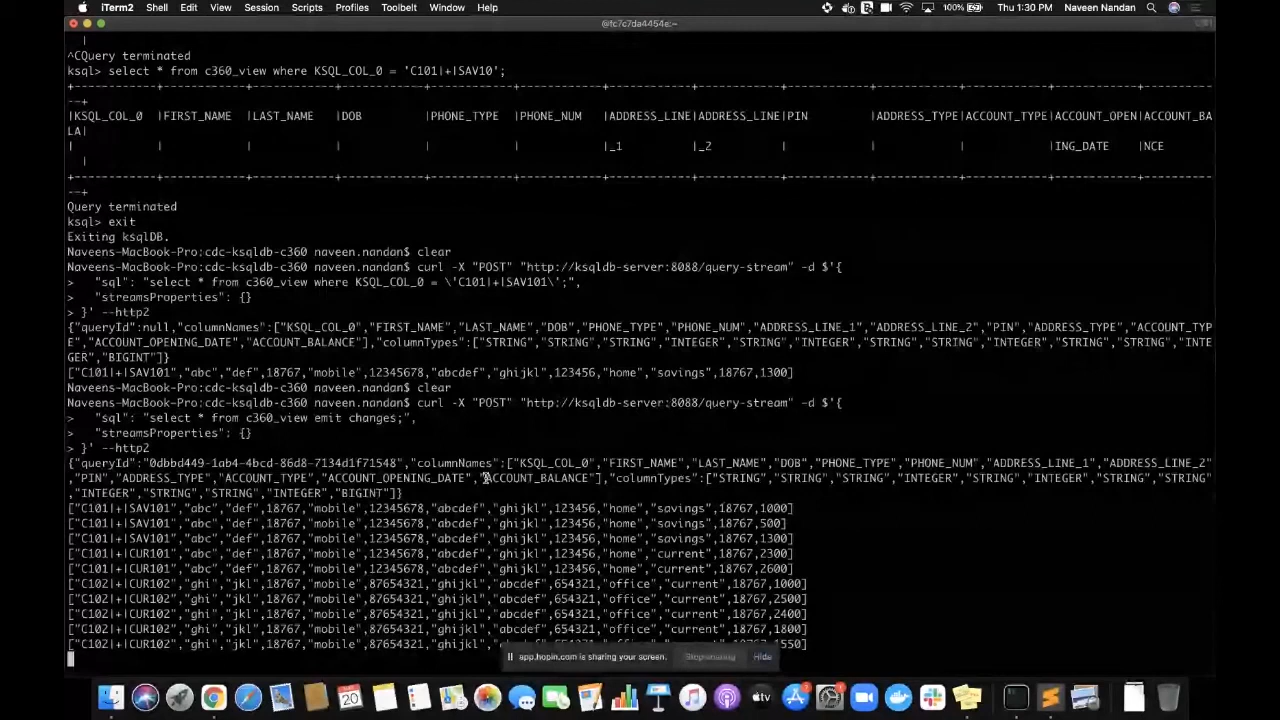 iTerm2 Shell Edit View Session Scripts Profiles Toolbelt Window Help 100% Thu 1:30 PM Naveen Nandan
@fc7c7da4454e:~
|
^CQuery terminated
ksql> select * from c360_view where KSQL_COL_0 = 'C101|+|SAV10';
+------------+------------+------------+------------+------------+------------+------------+------------+------------+------------+------------+------------+---------
--+
|KSQL_COL_0 |FIRST_NAME |LAST_NAME |DOB |PHONE_TYPE |PHONE_NUM |ADDRESS_LINE|ADDRESS_LINE|PIN |ADDRESS_TYPE|ACCOUNT_TYPE|ACCOUNT_OPEN|ACCOUNT_BA
LA|
| | | | | | |_1 |_2 | | | |ING_DATE |NCE
|
+------------+------------+------------+------------+------------+------------+------------+------------+------------+------------+------------+------------+---------
--+
Query terminated
ksql> exit
Exiting ksqlDB.
Naveens-MacBook-Pro:cdc-ksqldb-c360 naveen.nandan$ clear
Naveens-MacBook-Pro:cdc-ksqldb-c360 naveen.nandan$ curl -X "POST" "http://ksqldb-server:8088/query-stream" -d $'{
> "sql": "select * from c360_view where KSQL_COL_0 = \'C101|+|SAV101\';",
> "streamsProperties": {}
> }' --http2
{"queryId":null,"columnNames":["KSQL_COL_0","FIRST_NAME","LAST_NAME","DOB","PHONE_TYPE","PHONE_NUM","ADDRESS_LINE_1","ADDRESS_LINE_2","PIN","ADDRESS_TYPE","ACCOUNT_TYP
E","ACCOUNT_OPENING_DATE","ACCOUNT_BALANCE"],"columnTypes":["STRING","STRING","STRING","INTEGER","STRING","INTEGER","STRING","STRING","INTEGER","STRING","STRING","INTE
GER","BIGINT"]}
["C101|+|SAV101","abc","def",18767,"mobile",12345678,"abcdef","ghijkl",123456,"home","savings",18767,1300]
Naveens-MacBook-Pro:cdc-ksqldb-c360 naveen.nandan$ clear
Naveens-MacBook-Pro:cdc-ksqldb-c360 naveen.nandan$ curl -X "POST" "http://ksqldb-server:8088/query-stream" -d $'{
> "sql": "select * from c360_view emit changes;",
> "streamsProperties": {}
> }' --http2
{"queryId":"0dbbd449-1ab4-4bcd-86d8-7134d1f71548","columnNames":["KSQL_COL_0","FIRST_NAME","LAST_NAME","DOB","PHONE_TYPE","PHONE_NUM","ADDRESS_LINE_1","ADDRESS_LINE_2"
,"PIN","ADDRESS_TYPE","ACCOUNT_TYPE","ACCOUNT_OPENING_DATE","ACCOUNT_BALANCE"],"columnTypes":["STRING","STRING","STRING","INTEGER","STRING","INTEGER","STRING","STRING"
,"INTEGER","STRING","STRING","INTEGER","BIGINT"]}
["C101|+|SAV101","abc","def",18767,"mobile",12345678,"abcdef","ghijkl",123456,"home","savings",18767,1000]
["C101|+|SAV101","abc","def",18767,"mobile",12345678,"abcdef","ghijkl",123456,"home","savings",18767,500]
["C101|+|SAV101","abc","def",18767,"mobile",12345678,"abcdef","ghijkl",123456,"home","savings",18767,1300]
["C101|+|CUR101","abc","def",18767,"mobile",12345678,"abcdef","ghijkl",123456,"home","current",18767,2300]
["C101|+|CUR101","abc","def",18767,"mobile",12345678,"abcdef","ghijkl",123456,"home","current",18767,2600]
["C102|+|CUR102","ghi","jkl",18767,"mobile",87654321,"ghijkl","abcdef",654321,"office","current",18767,1000]
["C102|+|CUR102","ghi","jkl",18767,"mobile",87654321,"ghijkl","abcdef",654321,"office","current",18767,2500]
["C102|+|CUR102","ghi","jkl",18767,"mobile",87654321,"ghijkl","abcdef",654321,"office","current",18767,2400]
["C102|+|CUR102","ghi","jkl",18767,"mobile",87654321,"ghijkl","abcdef",654321,"office","current",18767,1800]
["C102|+|CUR102","ghi","jkl",18767,"mobile",87654321,"ghijkl","abcdef",654321,"office","current",18767,1550]
app.hopin.com is sharing your screen. Stop sharing Hide
20
tv